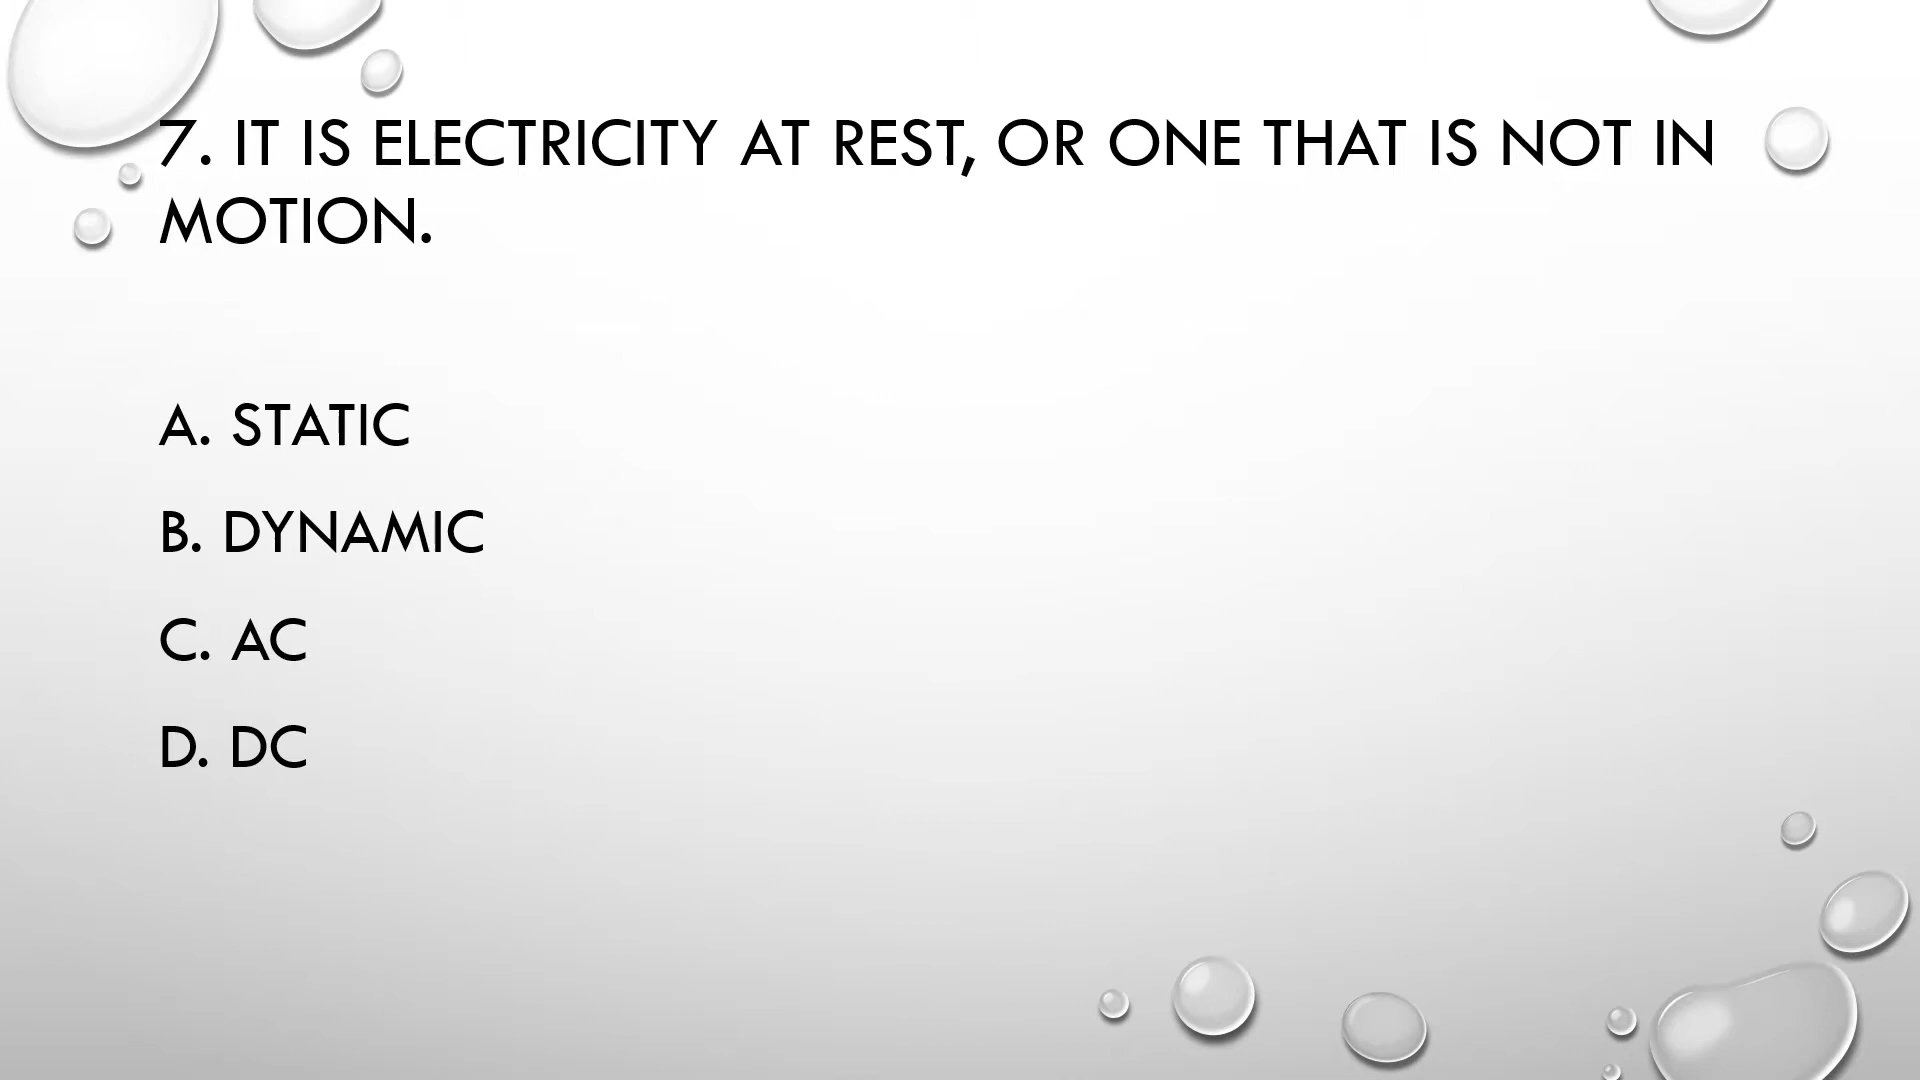 7. IT IS ELECTRICITY AT REST, OR ONE THAT IS NOT IN
MOTION.
A. STATIC
B. DYNAMIC
C. AC
D. DC